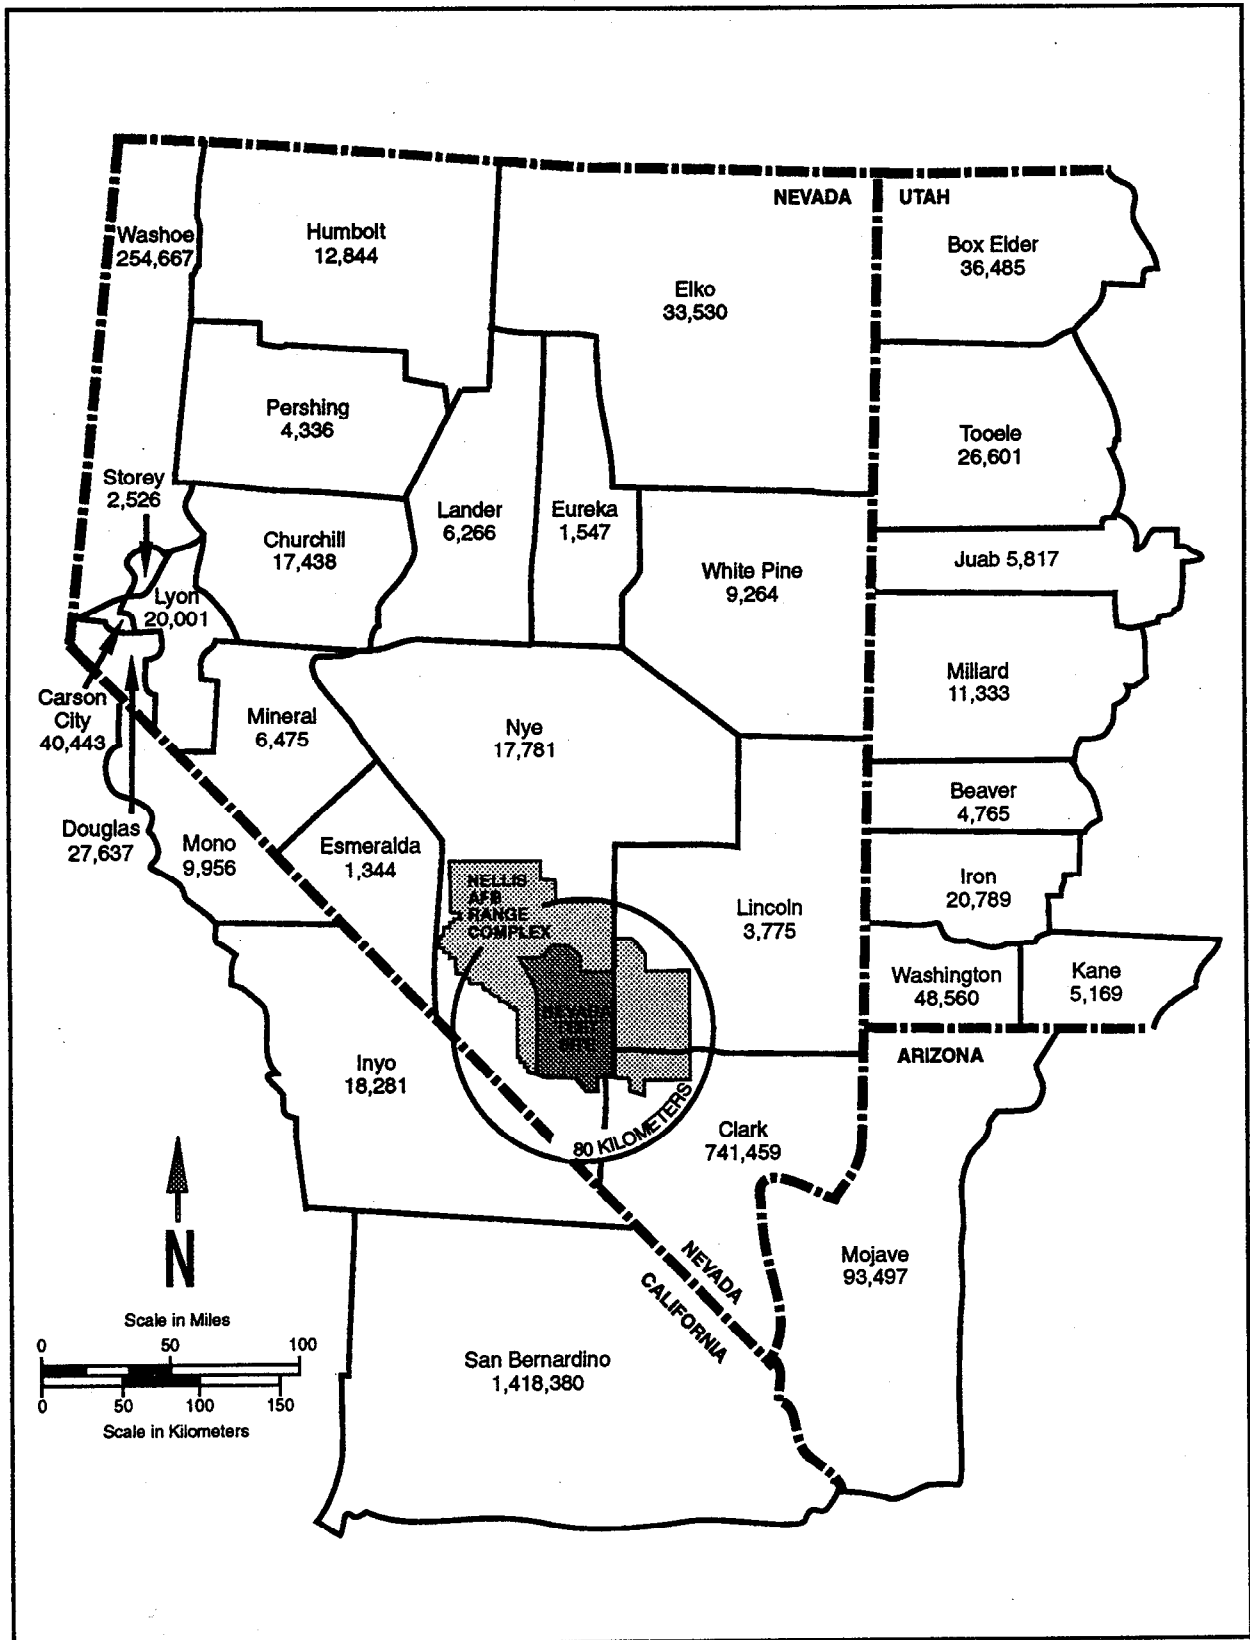 NEVADA
UTAH
Washoe
254,667
Humbolt
12,844
Elko
33,530
Box Elder
36,485
Pershing
4,336
Tooele
26,601
Storey
2,526
Churchill
17,438
Lander
6,266
Eureka
1,547
White Pine
9,264
Juab 5,817
Lyon
20,001
Millard
11,333
Carson
City
40,443
Mineral
6,475
Nye
17,781
Beaver
4,765
Douglas
27,637
Mono
9,956
Esmeralda
1,344
NELLIS
AFB
RANGE
COMPLEX
Lincoln
3,775
Iron
20,789
Washington
48,560
Kane
5,169
NEVADA
TEST
SITE
ARIZONA
Inyo
18,281
80 KILOMETERS
Clark
741,459
Mojave
93,497
NEVADA
CALIFORNIA
San Bernardino
1,418,380
N
Scale in Miles
0 50 100
0 50 100 150
Scale in Kilometers